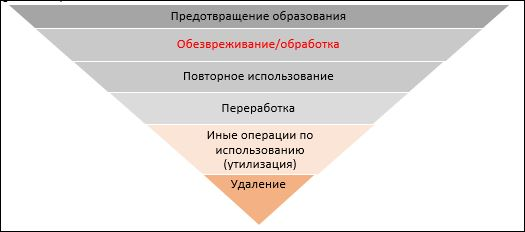 Предотвращение образования
Обезвреживание/обработка
Повторное использование
Переработка
Иные операции по
использованию
(утилизация)
Удаление